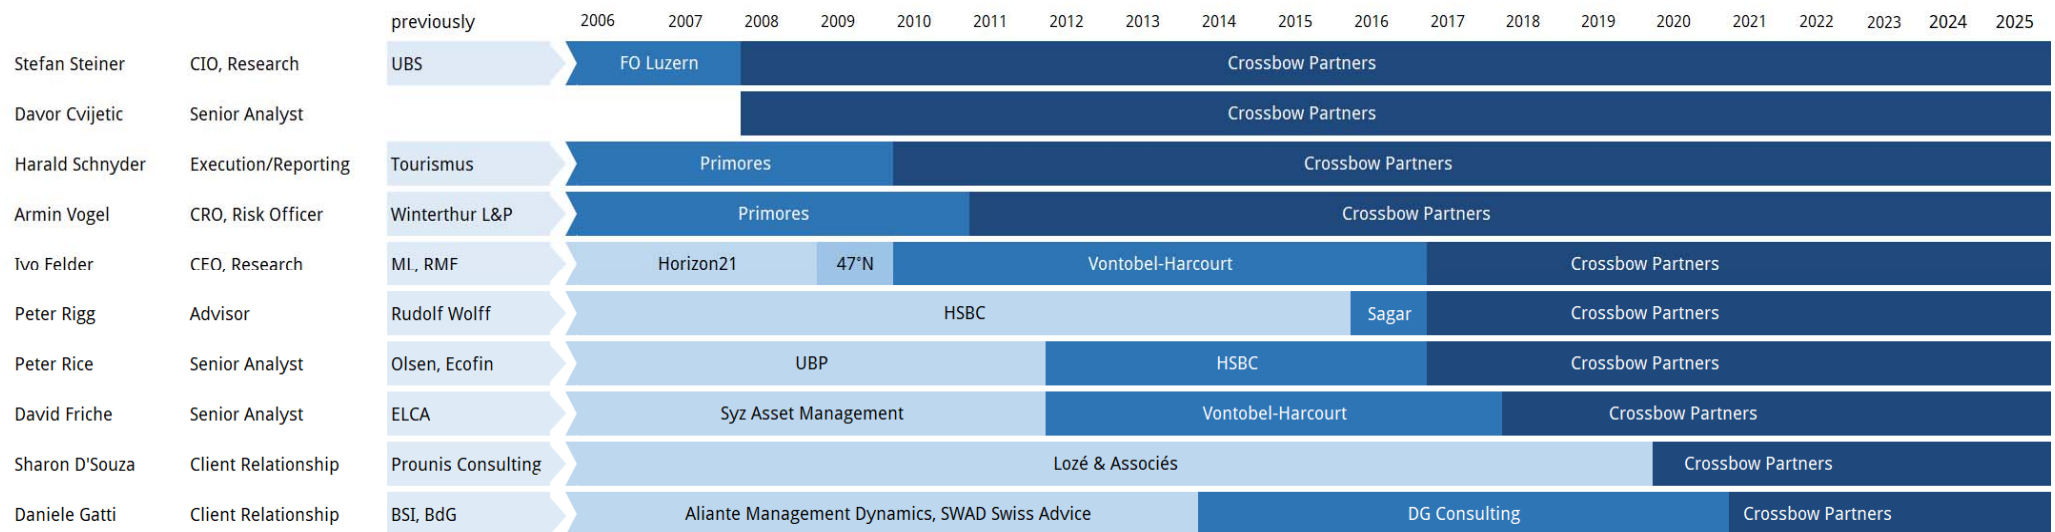 previously 2006 2007 2008 2009 2010 2011 2012 2013 2014 2015 2016 2017 2018 2019 2020 2021 2022 2023 2024 2025
Stefan Steiner CIO, Research UBS FO Luzern Crossbow Partners
Davor Cvijetic Senior Analyst Crossbow Partners
Harald Schnyder Execution/Reporting Tourismus Primores Crossbow Partners
Armin Vogel CRO, Risk Officer Winterthur L&P Primores Crossbow Partners
Ivo Felder CEO, Research ML, RMF Horizon21 47°N Vontobel-Harcourt Crossbow Partners
Peter Rigg Advisor Rudolf Wolff HSBC Sagar Crossbow Partners
Peter Rice Senior Analyst Olsen, Ecofin UBP HSBC Crossbow Partners
David Friche Senior Analyst ELCA Syz Asset Management Vontobel-Harcourt Crossbow Partners
Sharon D'Souza Client Relationship Prounis Consulting Lozé & Associés Crossbow Partners
Daniele Gatti Client Relationship BSI, BdG Aliante Management Dynamics, SWAD Swiss Advice DG Consulting Crossbow Partners